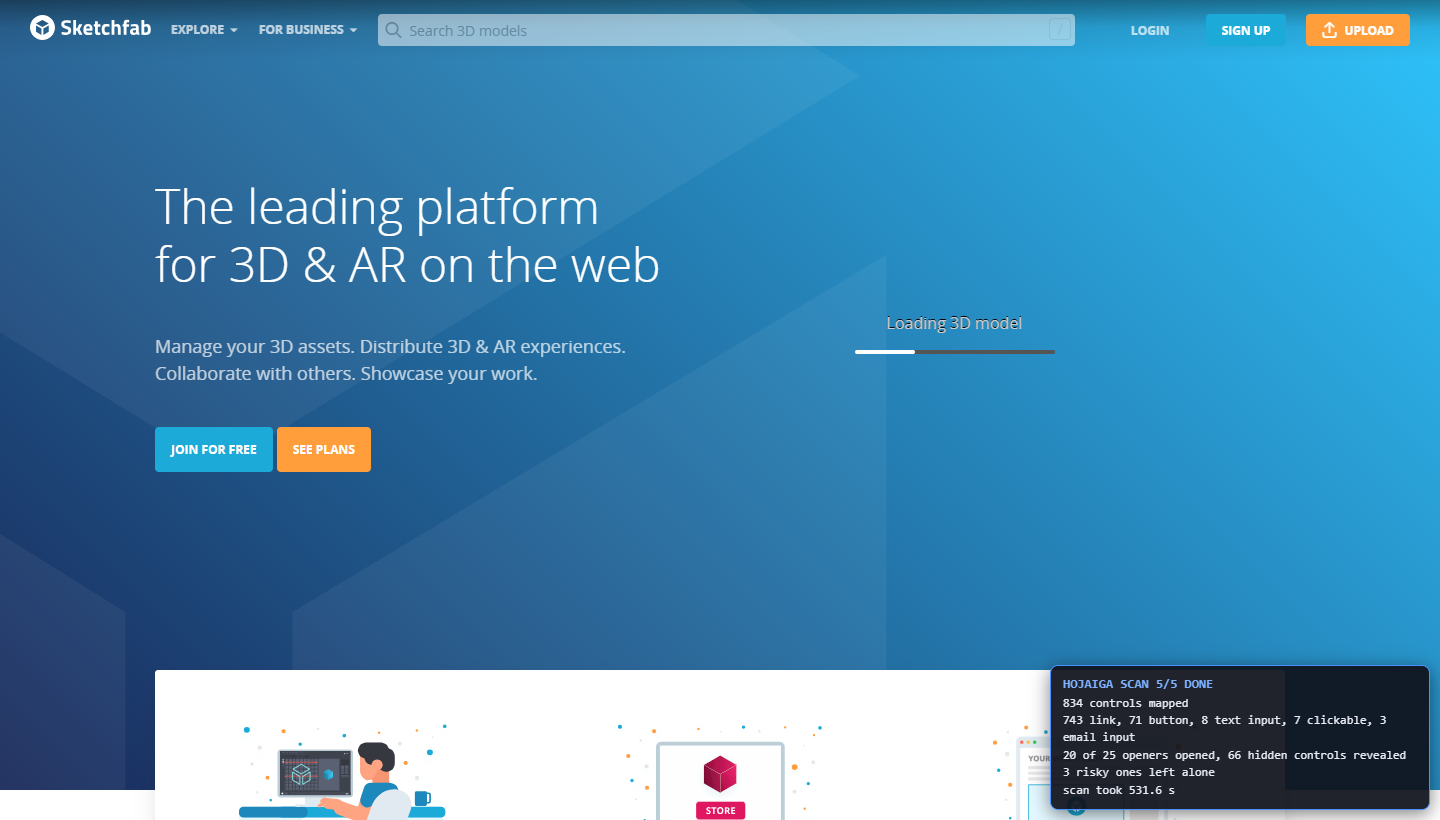 Sketchfab
EXPLORE
FOR BUSINESS
Search 3D models
/
LOGIN
SIGN UP
UPLOAD
The leading platform
for 3D & AR on the web
Loading 3D model
Manage your 3D assets. Distribute 3D & AR experiences.
Collaborate with others. Showcase your work.
JOIN FOR FREE
SEE PLANS
STORE
YOUR
HOJAIGA SCAN 5/5 DONE
834 controls mapped
743 link, 71 button, 8 text input, 7 clickable, 3
email input
20 of 25 openers opened, 66 hidden controls revealed
3 risky ones left alone
scan took 531.6 s